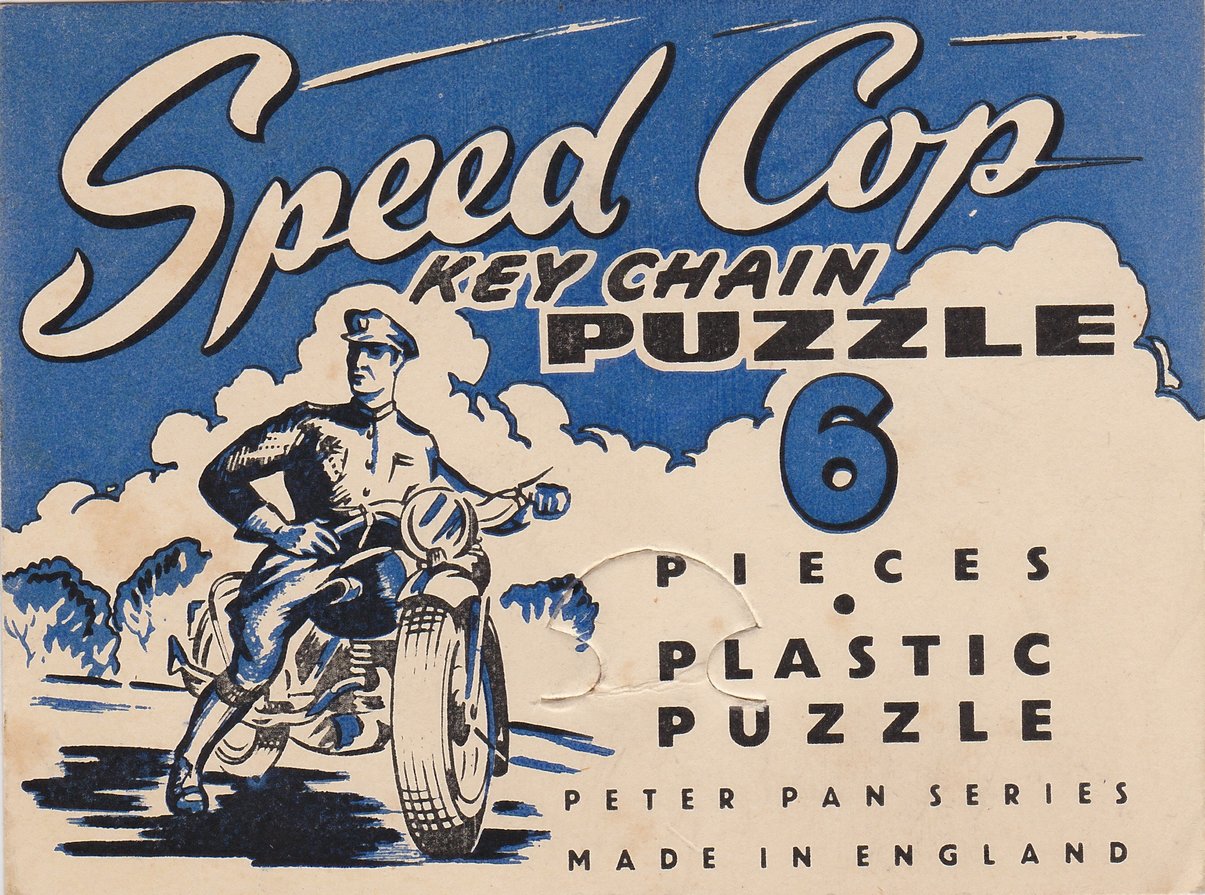 Speed Cop
KEY CHAIN
PUZZLE
6
PIECES
•
PLASTIC
PUZZLE
PETER PAN SERIES
MADE IN ENGLAND